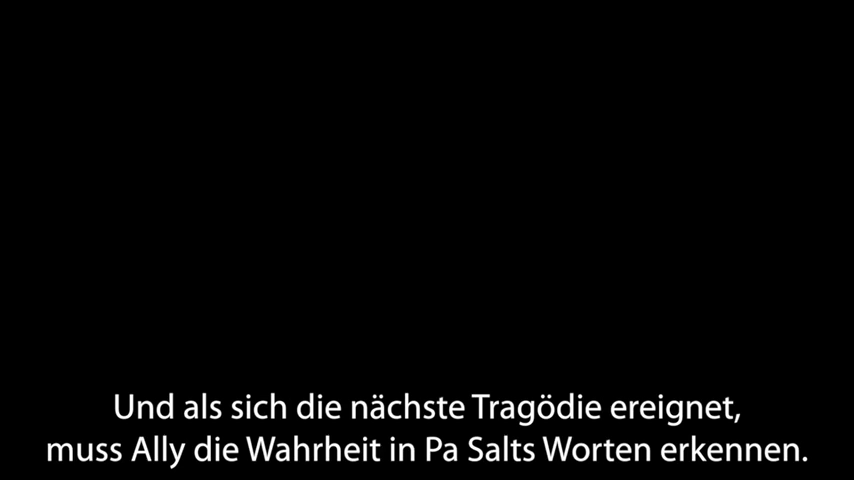 Und als sich die nächste Tragödie ereignet,
muss Ally die Wahrheit in Pa Salts Worten erkennen.